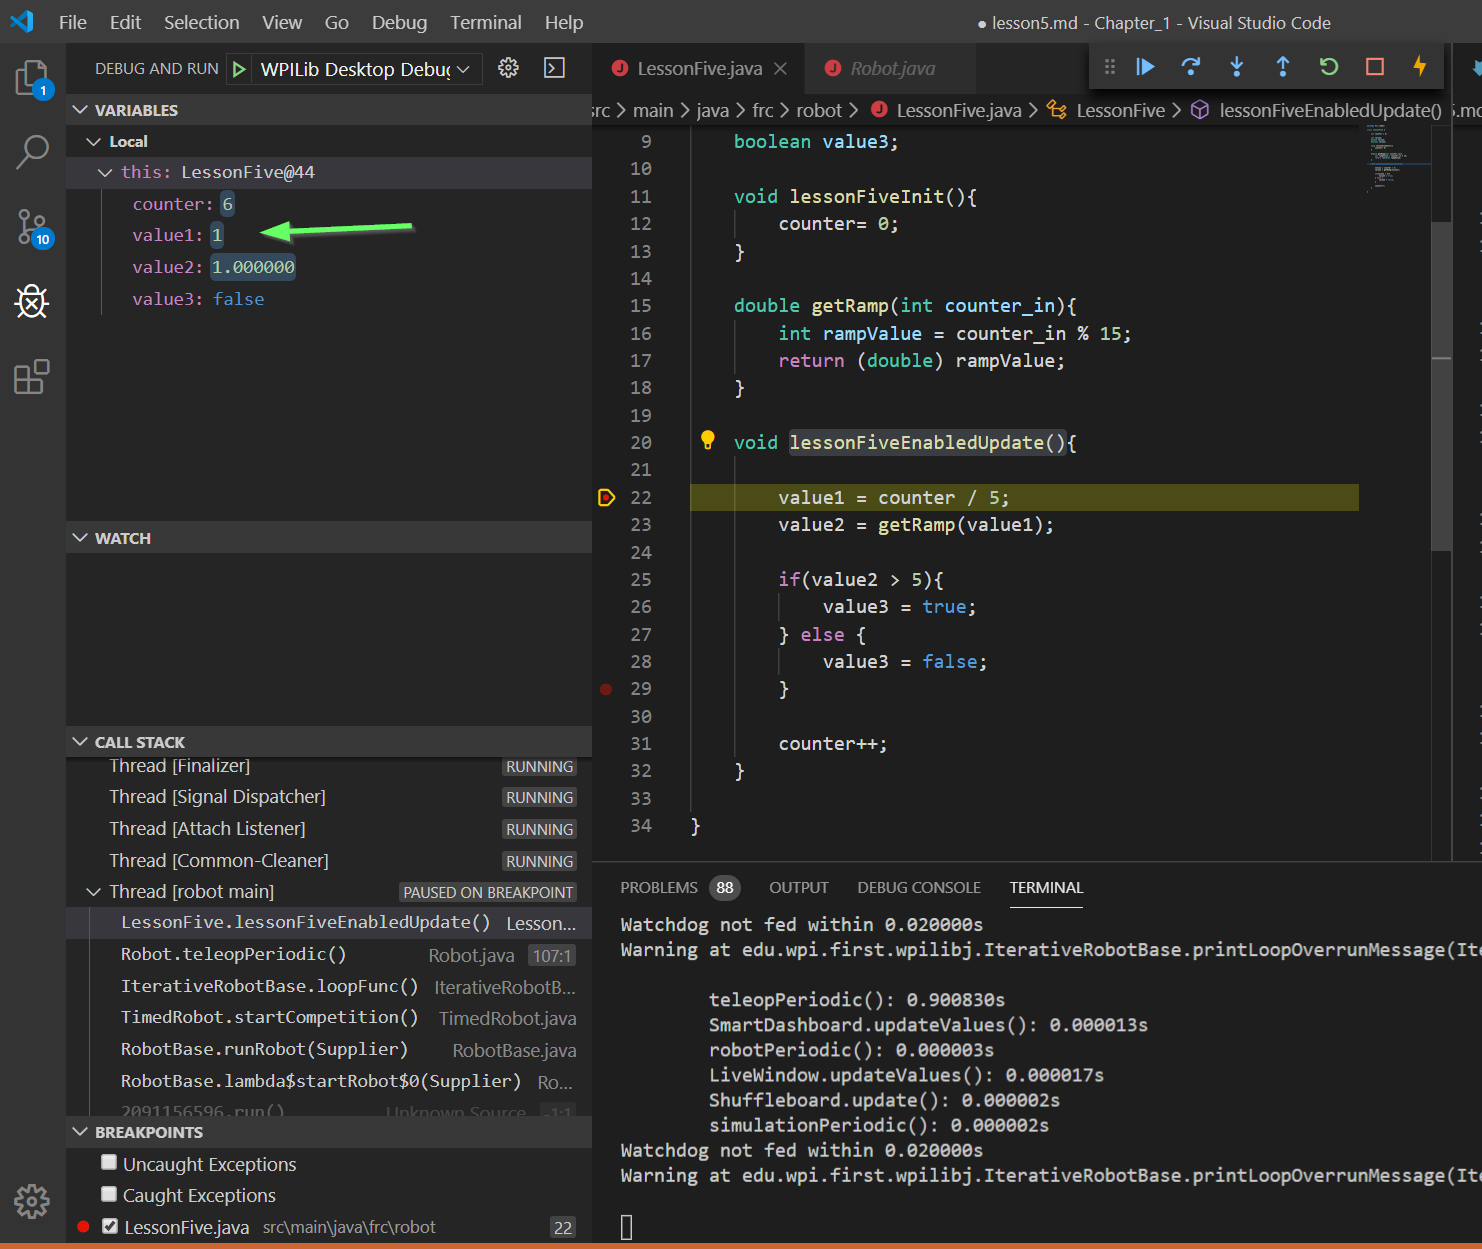 File Edit Selection View Go Debug Terminal Help
● lesson5.md - Chapter_1 - Visual Studio Code
1
10
DEBUG AND RUN
WPILib Desktop Debug
VARIABLES
Local
this: LessonFive@44
counter: 6
value1: 1
value2: 1.000000
value3: false
WATCH
CALL STACK
Thread [Finalizer] RUNNING
Thread [Signal Dispatcher] RUNNING
Thread [Attach Listener] RUNNING
Thread [Common-Cleaner] RUNNING
Thread [robot main] PAUSED ON BREAKPOINT
LessonFive.lessonFiveEnabledUpdate() Lesson...
Robot.teleopPeriodic() Robot.java 107:1
IterativeRobotBase.loopFunc() IterativeRobotB...
TimedRobot.startCompetition() TimedRobot.java
RobotBase.runRobot(Supplier) RobotBase.java
RobotBase.lambda$startRobot$0(Supplier) Ro...
2091156596.run() Unknown Source -1:1
BREAKPOINTS
Uncaught Exceptions
Caught Exceptions
LessonFive.java src\main\java\frc\robot 22
LessonFive.java
Robot.java
src > main > java > frc > robot > LessonFive.java > LessonFive > lessonFiveEnabledUpdate()
9 boolean value3;
10
11 void lessonFiveInit(){
12 counter= 0;
13 }
14
15 double getRamp(int counter_in){
16 int rampValue = counter_in % 15;
17 return (double) rampValue;
18 }
19
20 void lessonFiveEnabledUpdate(){
21
22 value1 = counter / 5;
23 value2 = getRamp(value1);
24
25 if(value2 > 5){
26 value3 = true;
27 } else {
28 value3 = false;
29 }
30
31 counter++;
32 }
33
34 }
PROBLEMS 88 OUTPUT DEBUG CONSOLE TERMINAL
Watchdog not fed within 0.020000s
Warning at edu.wpi.first.wpilibj.IterativeRobotBase.printLoopOverrunMessage(Ite
teleopPeriodic(): 0.900830s
SmartDashboard.updateValues(): 0.000013s
robotPeriodic(): 0.000003s
LiveWindow.updateValues(): 0.000017s
Shuffleboard.update(): 0.000002s
simulationPeriodic(): 0.000002s
Watchdog not fed within 0.020000s
Warning at edu.wpi.first.wpilibj.IterativeRobotBase.printLoopOverrunMessage(Ite